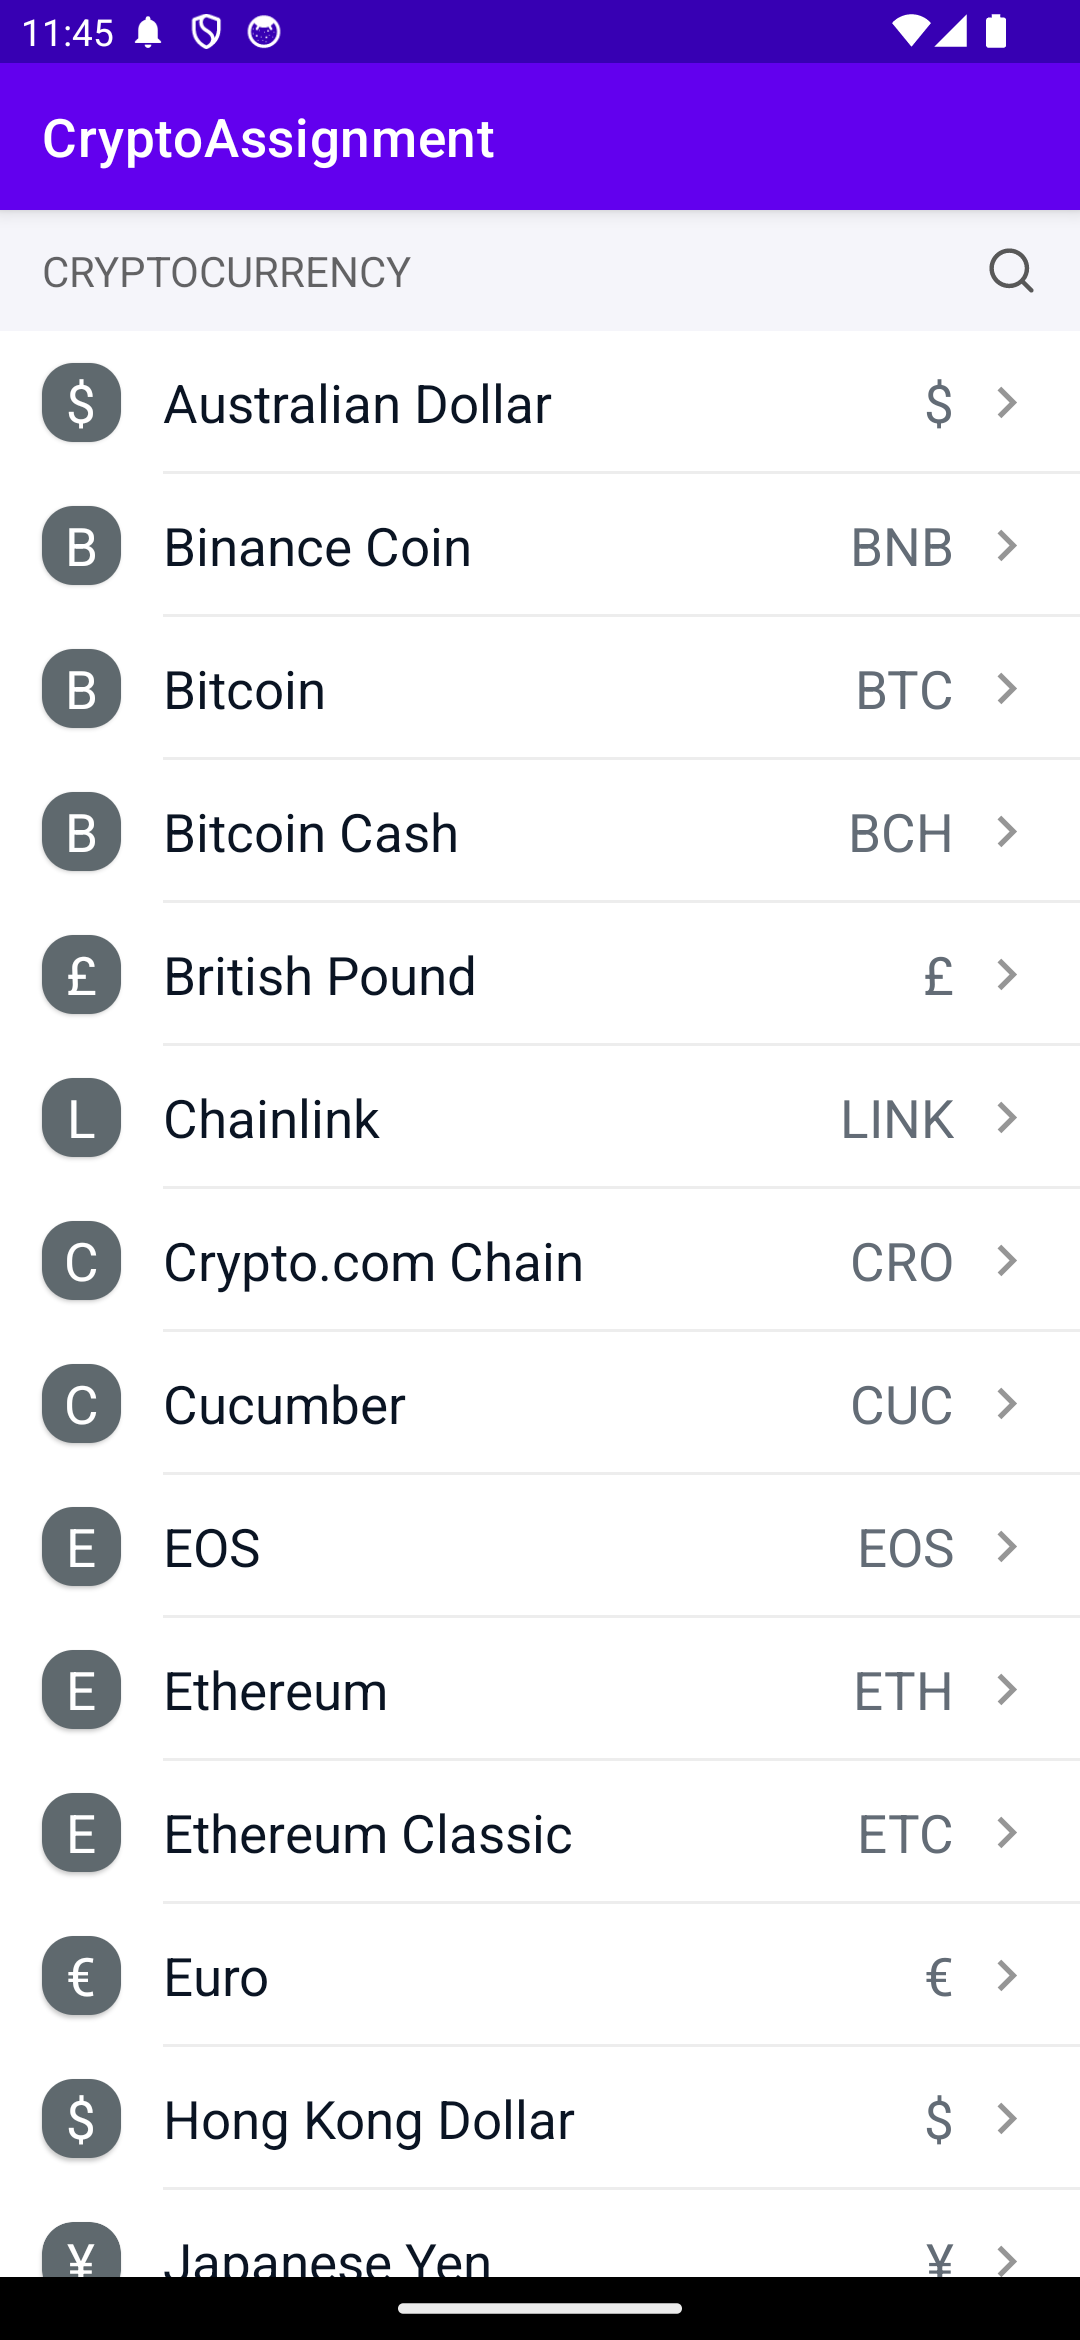 11:45
CryptoAssignment
CRYPTOCURRENCY
$ Australian Dollar $
B Binance Coin BNB
B Bitcoin BTC
B Bitcoin Cash BCH
£ British Pound £
L Chainlink LINK
C Crypto.com Chain CRO
C Cucumber CUC
E EOS EOS
E Ethereum ETH
E Ethereum Classic ETC
€ Euro €
$ Hong Kong Dollar $
¥ Japanese Yen ¥